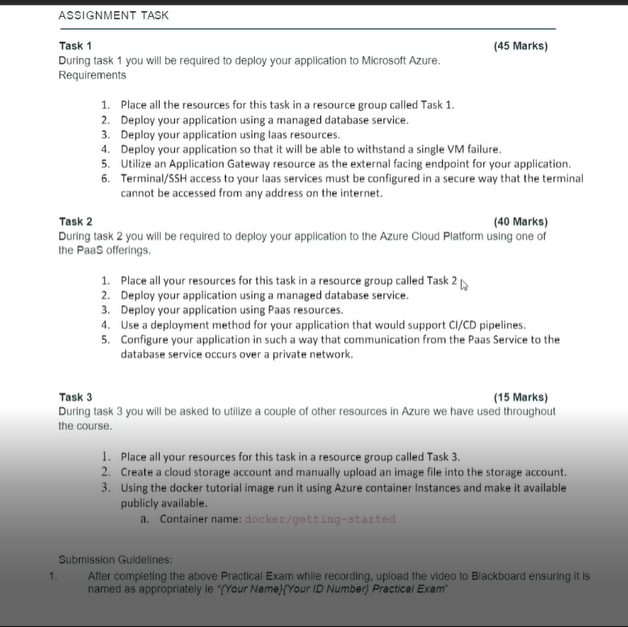 ASSIGNMENT TASK
Task 1 (45 Marks)
During task 1 you will be required to deploy your application to Microsoft Azure.
Requirements
1. Place all the resources for this task in a resource group called Task 1.
2. Deploy your application using a managed database service.
3. Deploy your application using Iaas resources.
4. Deploy your application so that it will be able to withstand a single VM failure.
5. Utilize an Application Gateway resource as the external facing endpoint for your application.
6. Terminal/SSH access to your Iaas services must be configured in a secure way that the terminal
cannot be accessed from any address on the internet.
Task 2 (40 Marks)
During task 2 you will be required to deploy your application to the Azure Cloud Platform using one of
the PaaS offerings.
1. Place all your resources for this task in a resource group called Task 2
2. Deploy your application using a managed database service.
3. Deploy your application using Paas resources.
4. Use a deployment method for your application that would support CI/CD pipelines.
5. Configure your application in such a way that communication from the Paas Service to the
database service occurs over a private network.
Task 3 (15 Marks)
During task 3 you will be asked to utilize a couple of other resources in Azure we have used throughout
the course.
1. Place all your resources for this task in a resource group called Task 3.
2. Create a cloud storage account and manually upload an image file into the storage account.
3. Using the docker tutorial image run it using Azure container Instances and make it available
publicly available.
a. Container name: docker/getting-started
Submission Guidelines:
1. After completing the above Practical Exam while recording, upload the video to Blackboard ensuring it is
named as appropriately ie "{Your Name}{Your ID Number} Practical Exam"